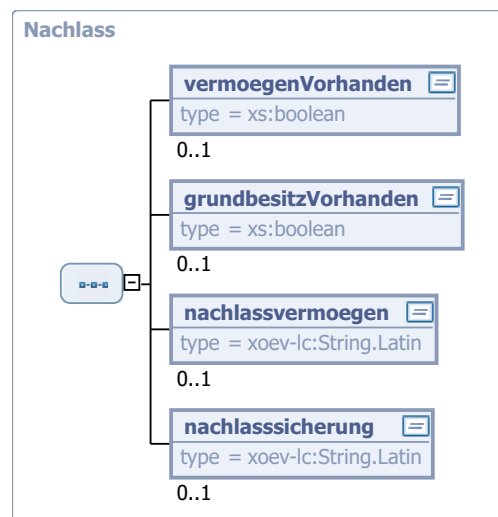 Nachlass
vermoegenVorhanden
type = xs:boolean
0..1
grundbesitzVorhanden
type = xs:boolean
0..1
nachlassvermoegen
type = xoev-lc:String.Latin
0..1
nachlasssicherung
type = xoev-lc:String.Latin
0..1